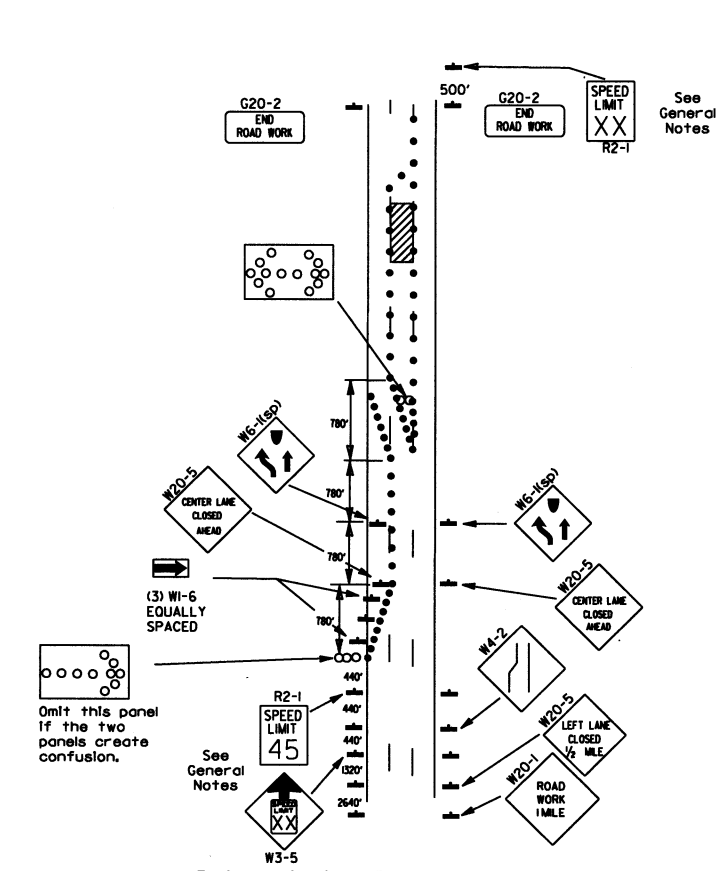 G20-2
END
ROAD WORK
500'
G20-2
END
ROAD WORK
SPEED
LIMIT
XX
R2-1
See
General
Notes
780'
W6-1(sp)
780'
W20-5
CENTER LANE
CLOSED
AHEAD
780'
W6-1(sp)
(3) W1-6
EQUALLY
SPACED
780'
W20-5
CENTER LANE
CLOSED
AHEAD
Omit this panel
if the two
panels create
confusion.
440'
R2-1
SPEED
LIMIT
45
440'
440'
W4-2
See
General
Notes
1320'
W20-5
LEFT LANE
CLOSED
1/2 MILE
2640'
SPEED
LIMIT
XX
W3-5
W20-1
ROAD
WORK
1 MILE